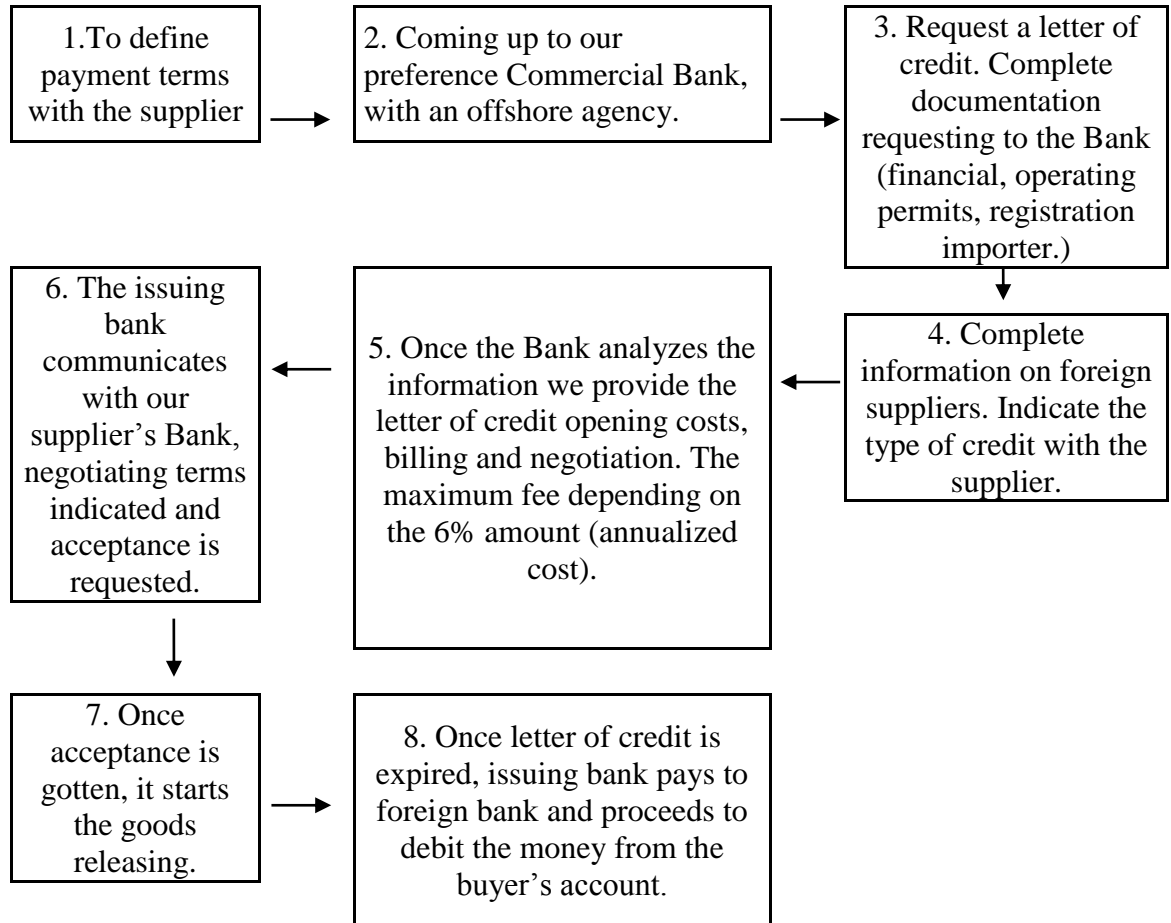 1.To define
payment terms
with the supplier
2. Coming up to our
preference Commercial Bank,
with an offshore agency.
3. Request a letter of
credit. Complete
documentation
requesting to the Bank
(financial, operating
permits, registration
importer.)
4. Complete
information on foreign
suppliers. Indicate the
type of credit with the
supplier.
5. Once the Bank analyzes the
information we provide the
letter of credit opening costs,
billing and negotiation. The
maximum fee depending on
the 6% amount (annualized
cost).
6. The issuing
bank
communicates
with our
supplier’s Bank,
negotiating terms
indicated and
acceptance is
requested.
7. Once
acceptance is
gotten, it starts
the goods
releasing.
8. Once letter of credit is
expired, issuing bank pays to
foreign bank and proceeds to
debit the money from the
buyer’s account.